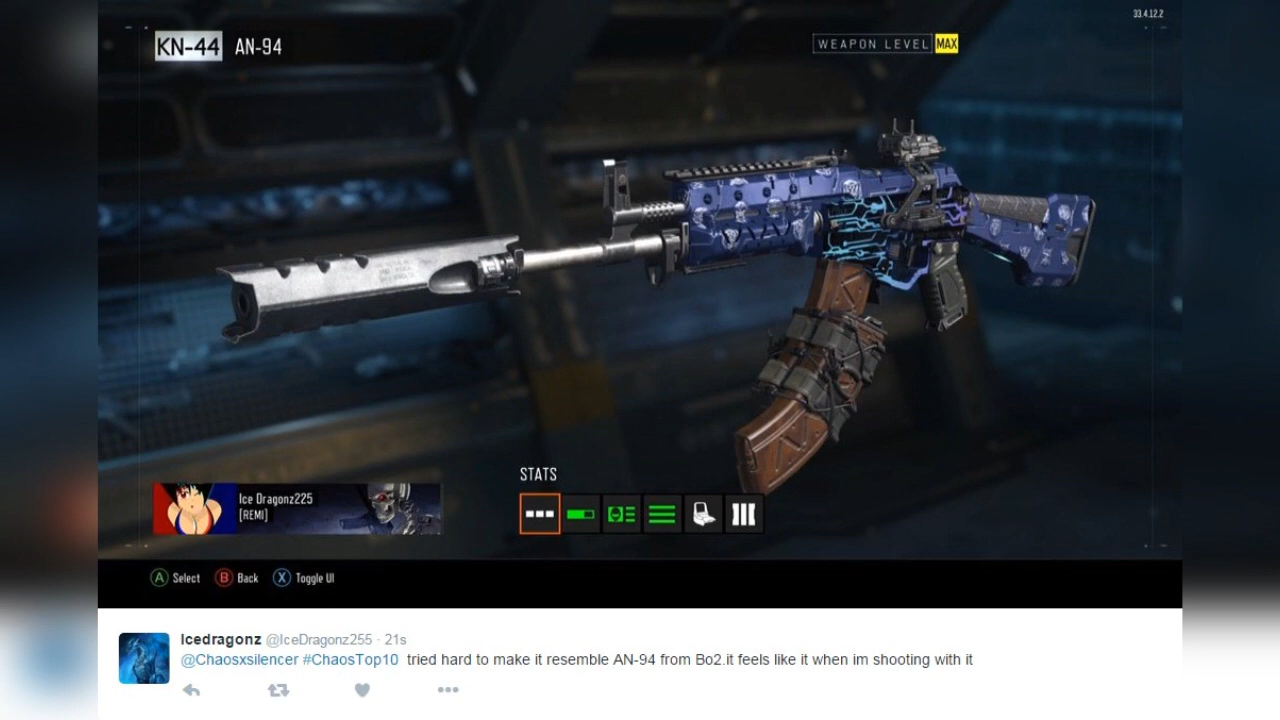 33.4.12.2
KN-44 AN-94
WEAPON LEVEL MAX
STATS
Ice Dragonz225
[REMI]
A Select B Back X Toggle UI
Icedragonz @IceDragonz255 · 21s
@Chaosxsilencer #ChaosTop10 tried hard to make it resemble AN-94 from Bo2.it feels like it when im shooting with it